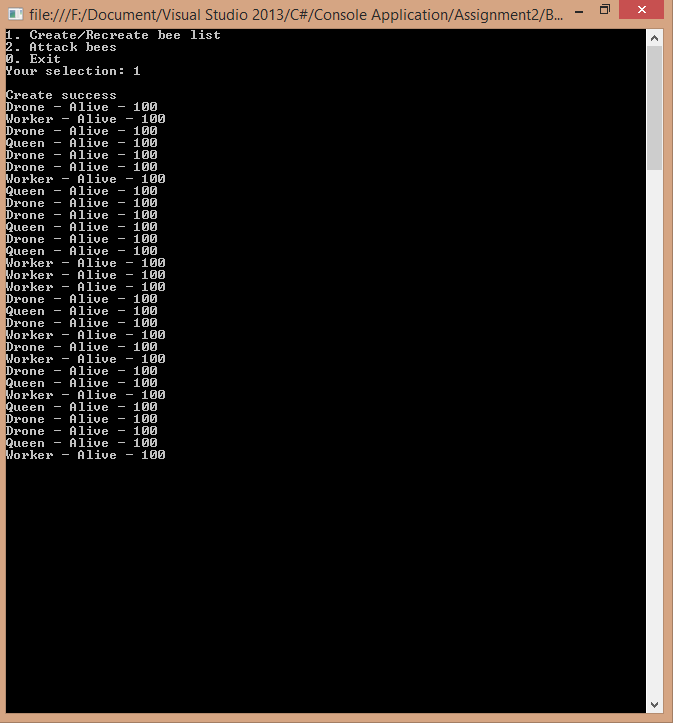 file:///F:/Document/Visual Studio 2013/C#/Console Application/Assignment2/B...
1. Create/Recreate bee list
2. Attack bees
0. Exit
Your selection: 1
Create success
Drone - Alive - 100
Worker - Alive - 100
Drone - Alive - 100
Queen - Alive - 100
Drone - Alive - 100
Drone - Alive - 100
Worker - Alive - 100
Queen - Alive - 100
Drone - Alive - 100
Drone - Alive - 100
Queen - Alive - 100
Drone - Alive - 100
Queen - Alive - 100
Worker - Alive - 100
Worker - Alive - 100
Worker - Alive - 100
Drone - Alive - 100
Queen - Alive - 100
Drone - Alive - 100
Worker - Alive - 100
Drone - Alive - 100
Worker - Alive - 100
Drone - Alive - 100
Queen - Alive - 100
Worker - Alive - 100
Queen - Alive - 100
Drone - Alive - 100
Drone - Alive - 100
Queen - Alive - 100
Worker - Alive - 100